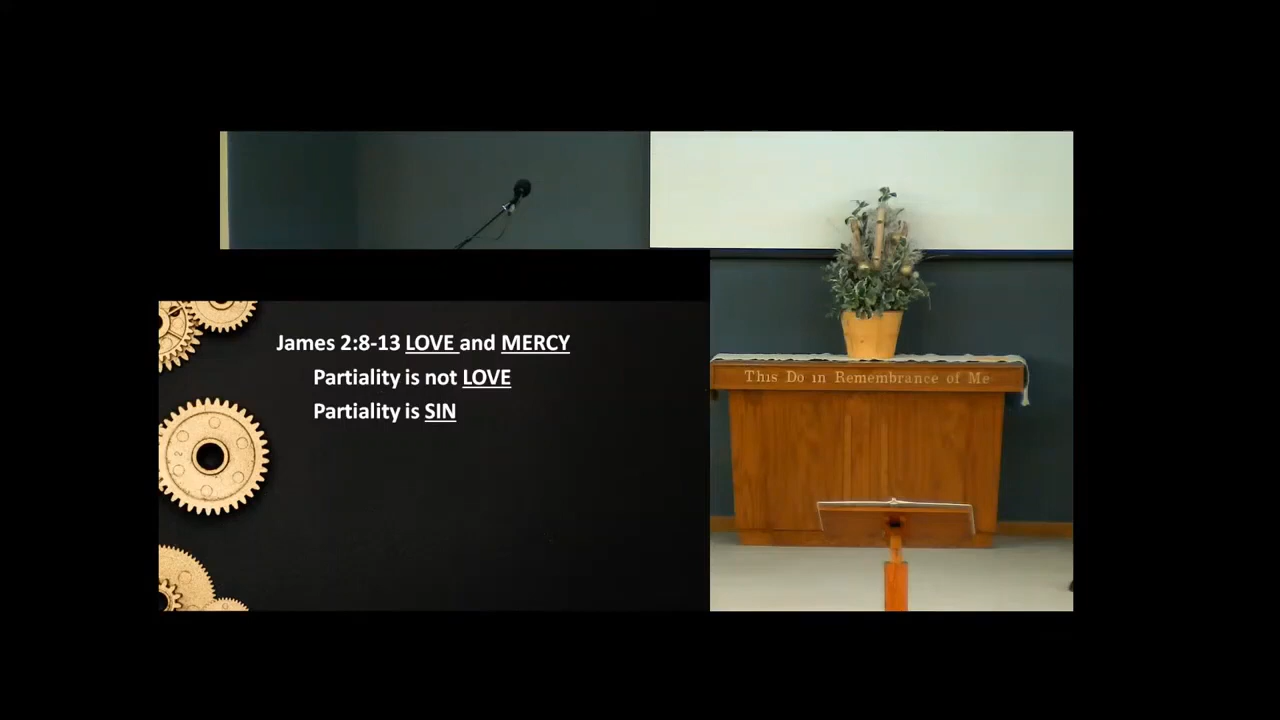 James 2:8-13 LOVE and MERCY
Partiality is not LOVE
Partiality is SIN
This Do in Remembrance of Me